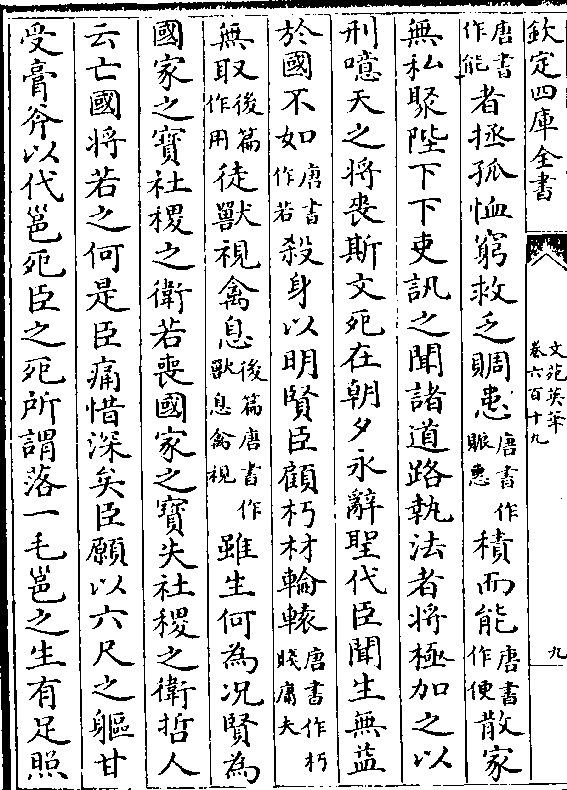 欽定四庫全書
文苑英華
卷六百十九
九
唐書作能者拯孤恤窮救乏賙患唐書作賑惠積而能唐書作便散家
無私聚陛下下吏訊之聞諸道路執法者將極加之以
刑噫天之將喪斯文死在朝夕永辭聖代臣聞生無益
於國不如唐書作若殺身以明賢臣顧朽材輪轅唐書作朽賤庸夫
無取後篇作用徒獸視禽息後篇唐書作獸息禽視雖生何為况賢為
國家之寳社稷之衛若喪國家之寳失社稷之衛哲人
云亡國將若之何是臣痛惜深矣臣願以六尺之軀甘
受膏斧以代邕死臣之死所謂落一毛邕之生有足照